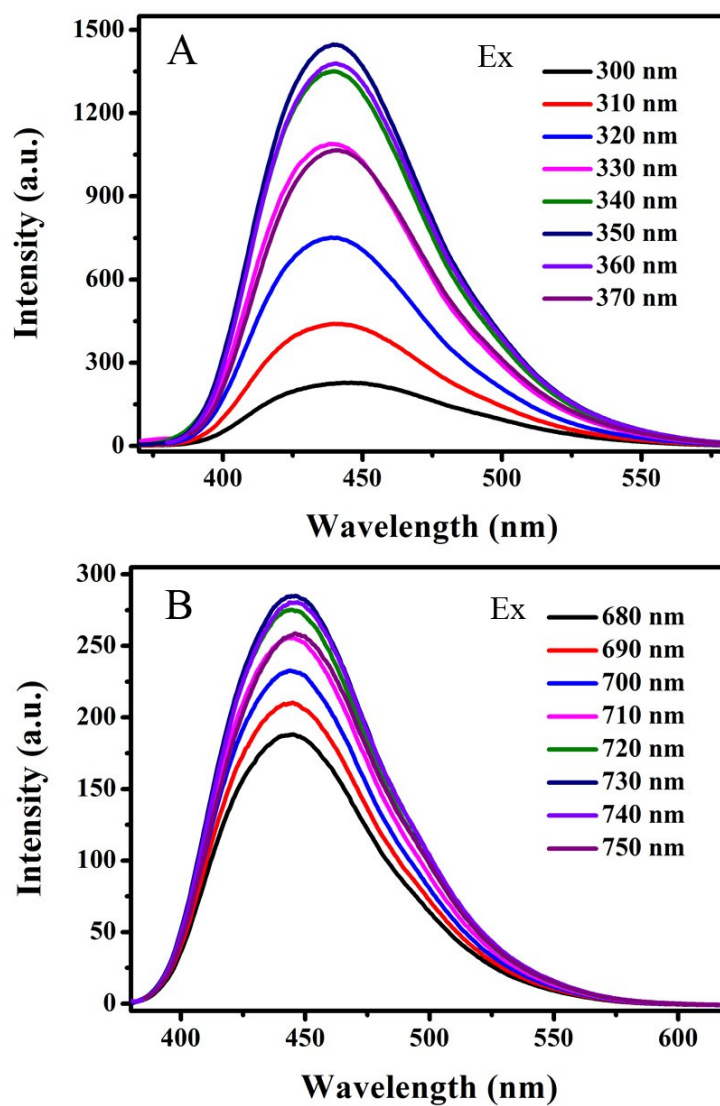 A
Ex
300 nm
310 nm
320 nm
330 nm
340 nm
350 nm
360 nm
370 nm
1500
1200
900
600
300
0
Intensity (a.u.)
400 450 500 550
Wavelength (nm)
B
Ex
680 nm
690 nm
700 nm
710 nm
720 nm
730 nm
740 nm
750 nm
300
250
200
150
100
50
0
Intensity (a.u.)
400 450 500 550 600
Wavelength (nm)